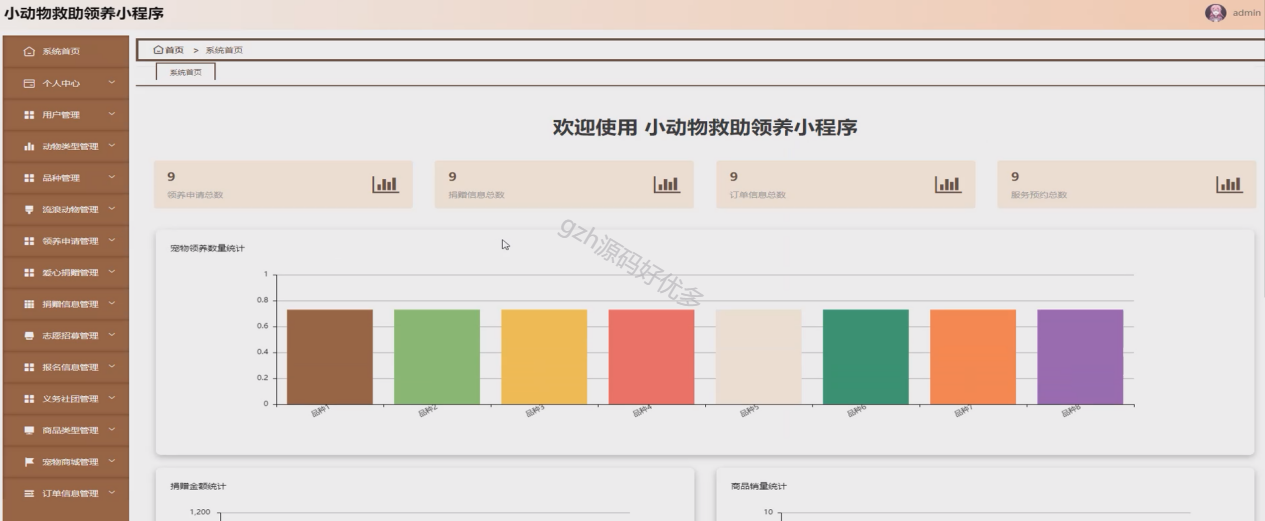 小动物救助领养小程序
admin
系统首页
个人中心
用户管理
动物类型管理
品种管理
流浪动物管理
领养申请管理
爱心捐赠管理
捐赠信息管理
志愿招募管理
报名信息管理
义务社团管理
商品类型管理
宠物商城管理
订单信息管理
首页 > 系统首页
系统首页
欢迎使用 小动物救助领养小程序
9
领养申请总数
9
捐赠信息总数
9
订单信息总数
9
服务预约总数
gzh源码好优多
宠物领养数量统计
1
0.8
0.6
0.4
0.2
0
品种1
品种2
品种3
品种4
品种5
品种6
品种7
品种8
捐赠金额统计
1,200
商品销量统计
10